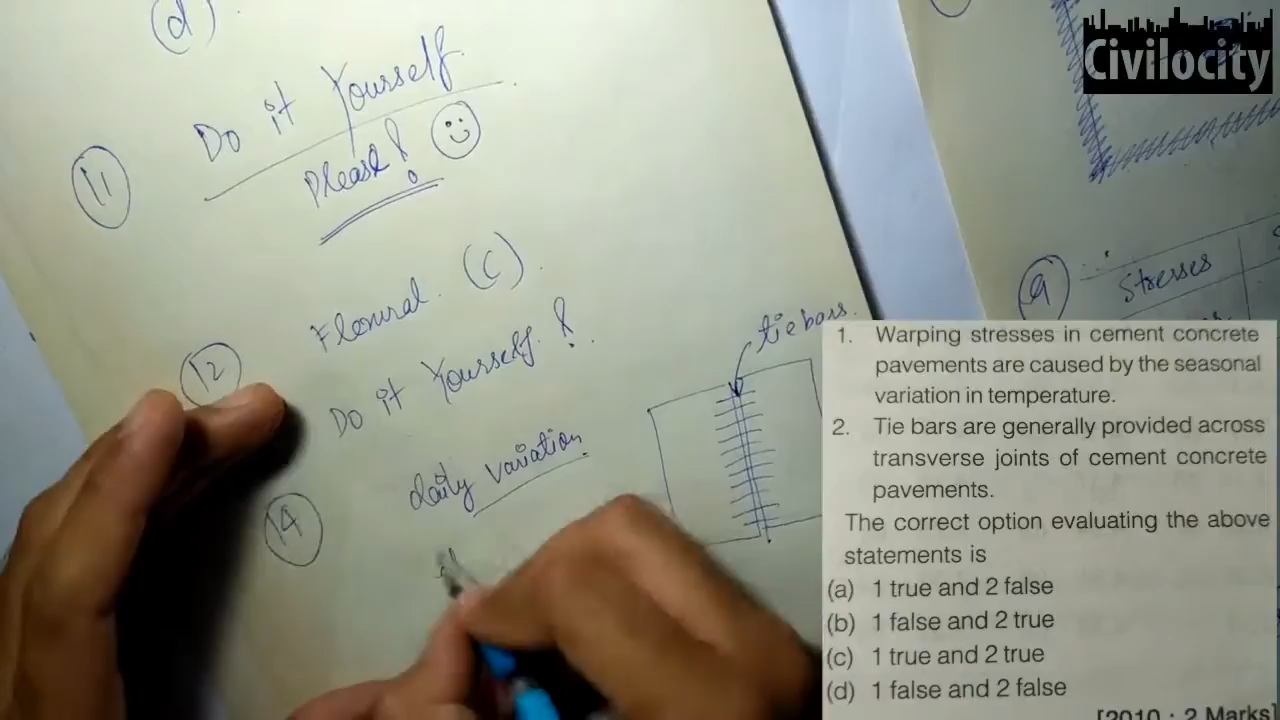 (d).
Civilocity
11
Do it Yourself
Please!
12
Flexural. (C).
Do it Yourself!
14
daily variation
tie bars.
9
Stresses
1. Warping stresses in cement concrete
pavements are caused by the seasonal
variation in temperature.
2. Tie bars are generally provided across
transverse joints of cement concrete
pavements.
The correct option evaluating the above
statements is
(a) 1 true and 2 false
(b) 1 false and 2 true
(c) 1 true and 2 true
(d) 1 false and 2 false
[2010 : 2 Marks]